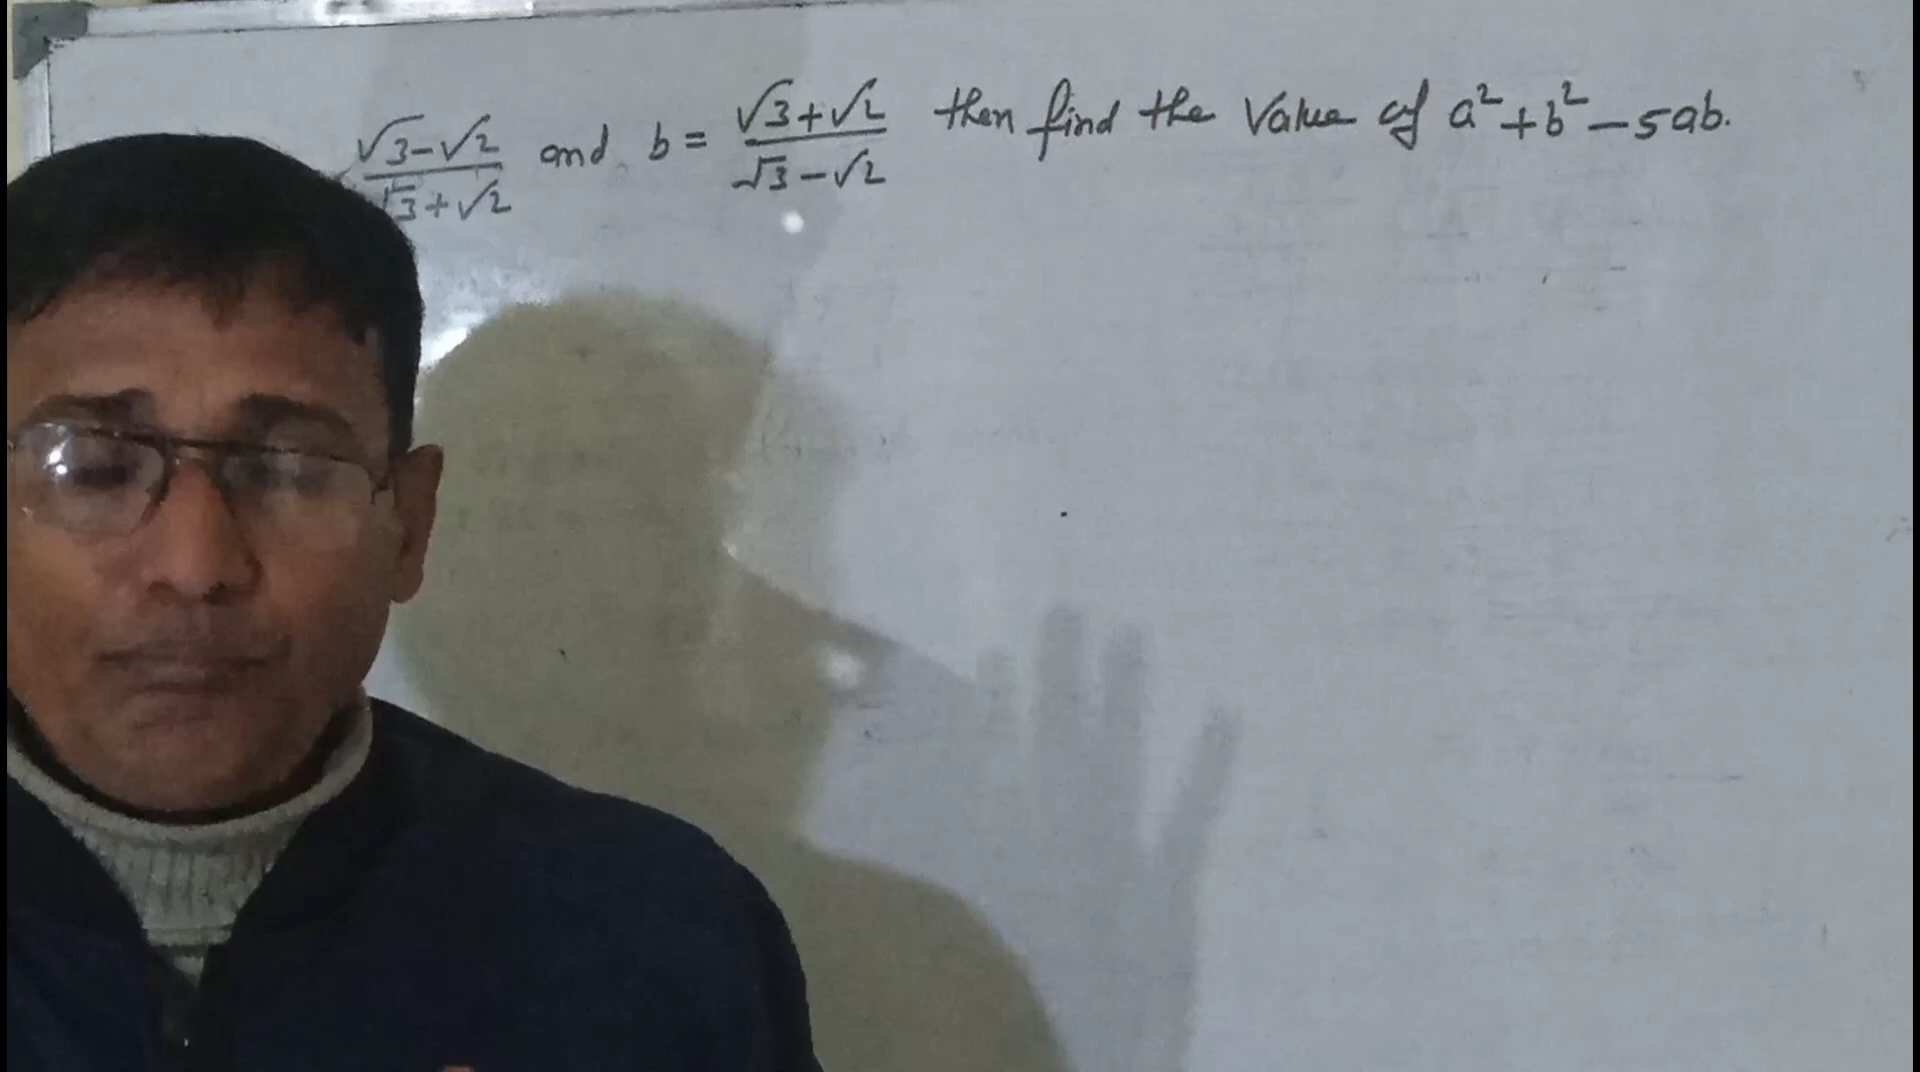 √3-√2/√3+√2 and b = √3+√2/√3-√2 then find the value of a²+b²-5ab.